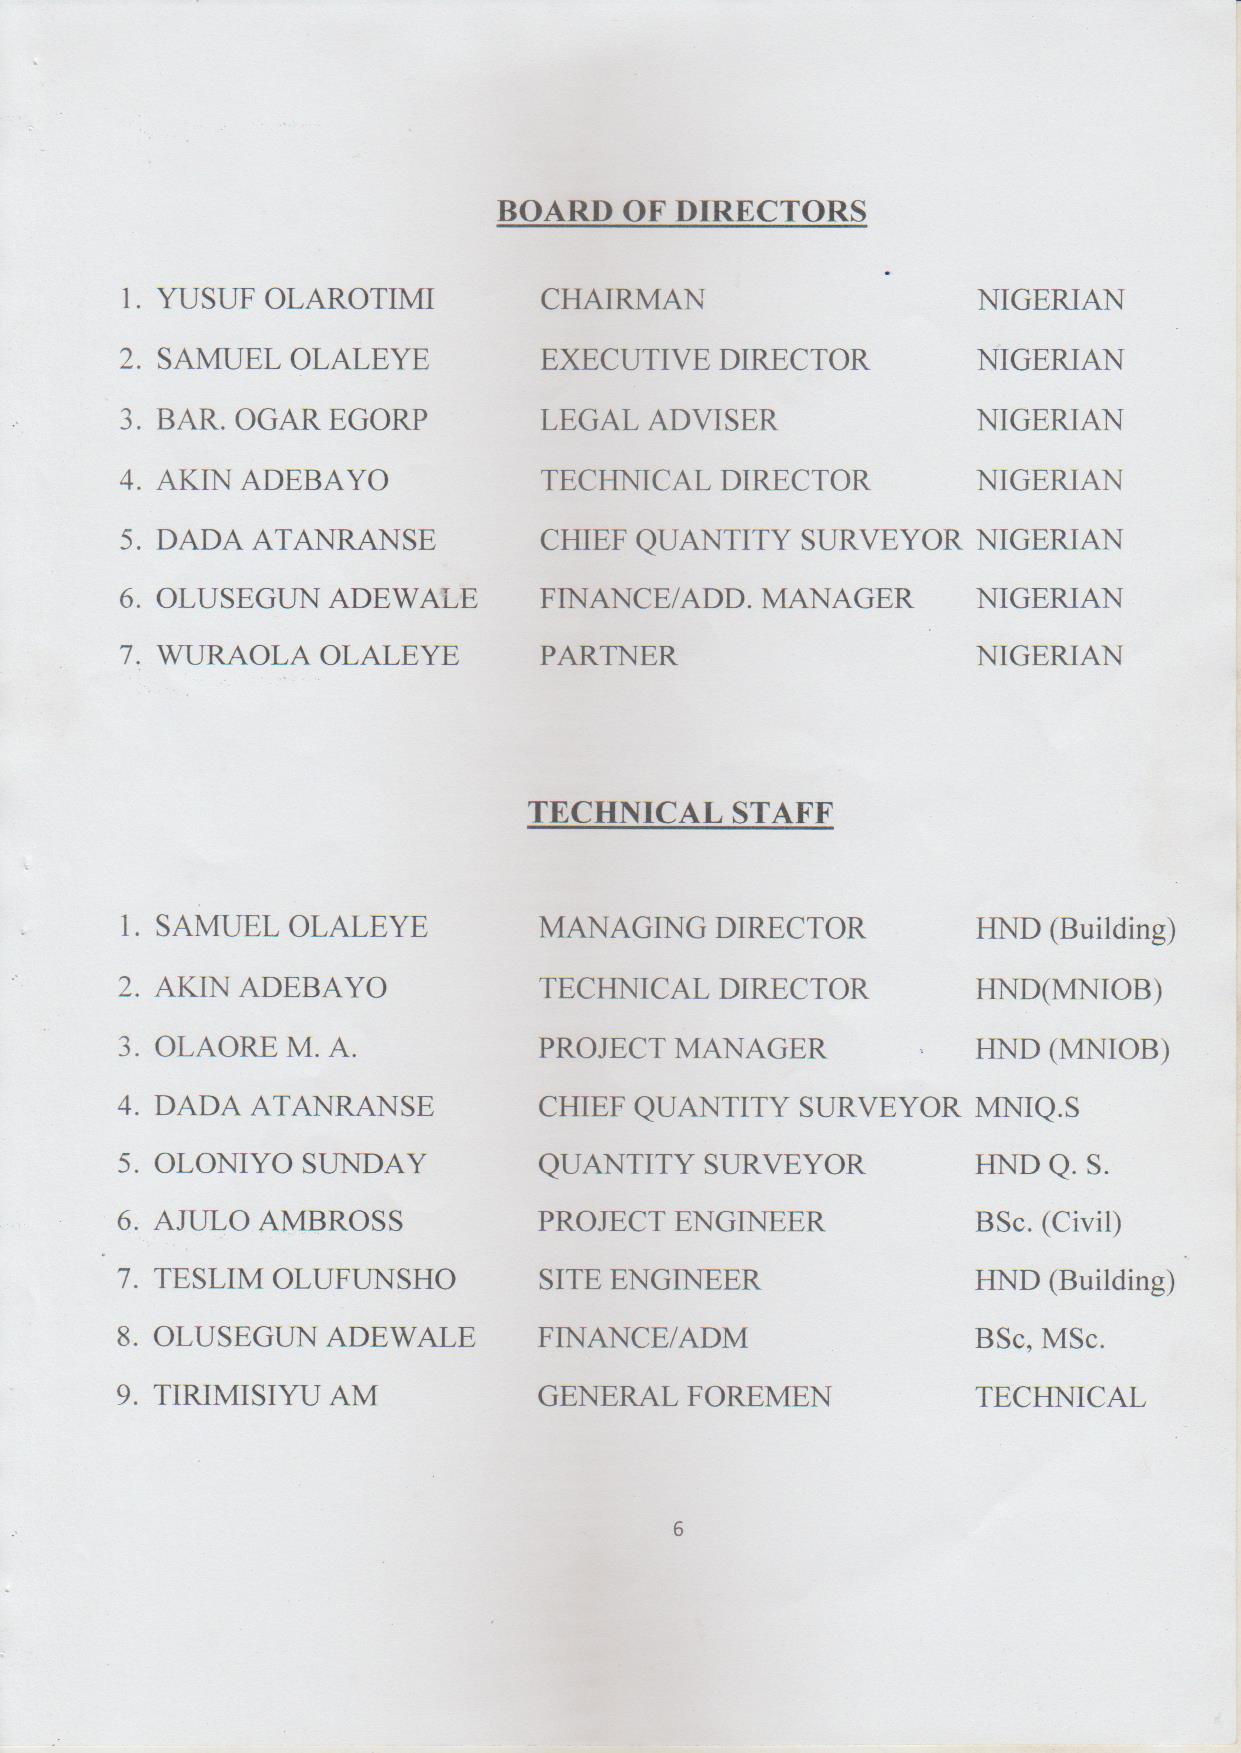 BOARD OF DIRECTORS
1. YUSUF OLAROTIMI CHAIRMAN NIGERIAN
2. SAMUEL OLALEYE EXECUTIVE DIRECTOR NIGERIAN
3. BAR. OGAR EGORP LEGAL ADVISER NIGERIAN
4. AKIN ADEBAYO TECHNICAL DIRECTOR NIGERIAN
5. DADA ATANRANSE CHIEF QUANTITY SURVEYOR NIGERIAN
6. OLUSEGUN ADEWALE FINANCE/ADD. MANAGER NIGERIAN
7. WURAOLA OLALEYE PARTNER NIGERIAN
TECHNICAL STAFF
1. SAMUEL OLALEYE MANAGING DIRECTOR HND (Building)
2. AKIN ADEBAYO TECHNICAL DIRECTOR HND(MNIOB)
3. OLAORE M. A. PROJECT MANAGER HND (MNIOB)
4. DADA ATANRANSE CHIEF QUANTITY SURVEYOR MNIQ.S
5. OLONIYO SUNDAY QUANTITY SURVEYOR HND Q. S.
6. AJULO AMBROSS PROJECT ENGINEER BSc. (Civil)
7. TESLIM OLUFUNSHO SITE ENGINEER HND (Building)
8. OLUSEGUN ADEWALE FINANCE/ADM BSc, MSc.
9. TIRIMISIYU AM GENERAL FOREMEN TECHNICAL
6